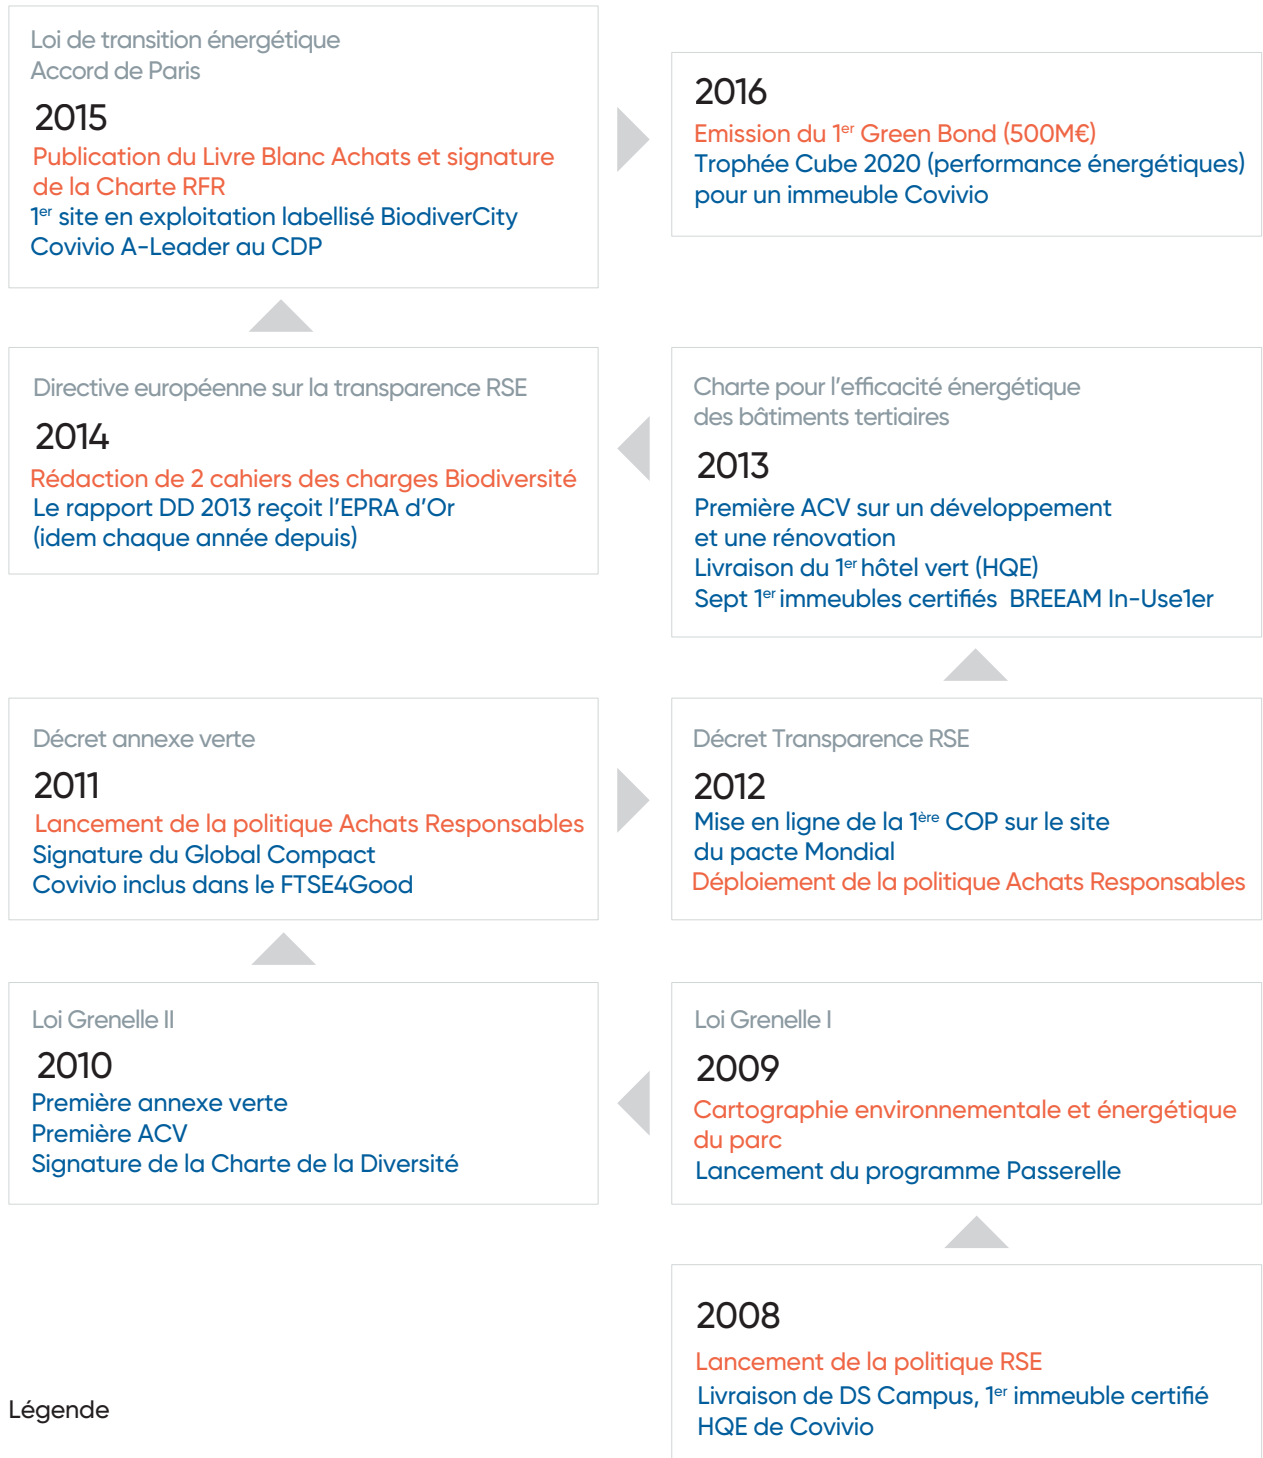 Loi de transition énergétique
Accord de Paris
2015
Publication du Livre Blanc Achats et signature
de la Charte RFR
1er site en exploitation labellisé BiodiverCity
Covivio A-Leader au CDP
2016
Emission du 1er Green Bond (500M€)
Trophée Cube 2020 (performance énergétiques)
pour un immeuble Covivio
Directive européenne sur la transparence RSE
2014
Rédaction de 2 cahiers des charges Biodiversité
Le rapport DD 2013 reçoit l'EPRA d'Or
(idem chaque année depuis)
Charte pour l'efficacité énergétique
des bâtiments tertiaires
2013
Première ACV sur un développement
et une rénovation
Livraison du 1er hôtel vert (HQE)
Sept 1er immeubles certifiés BREEAM In-Use1er
Décret annexe verte
2011
Lancement de la politique Achats Responsables
Signature du Global Compact
Covivio inclus dans le FTSE4Good
Décret Transparence RSE
2012
Mise en ligne de la 1ère COP sur le site
du pacte Mondial
Déploiement de la politique Achats Responsables
Loi Grenelle II
2010
Première annexe verte
Première ACV
Signature de la Charte de la Diversité
Loi Grenelle I
2009
Cartographie environnementale et énergétique
du parc
Lancement du programme Passerelle
2008
Lancement de la politique RSE
Livraison de DS Campus, 1er immeuble certifié
HQE de Covivio
Légende